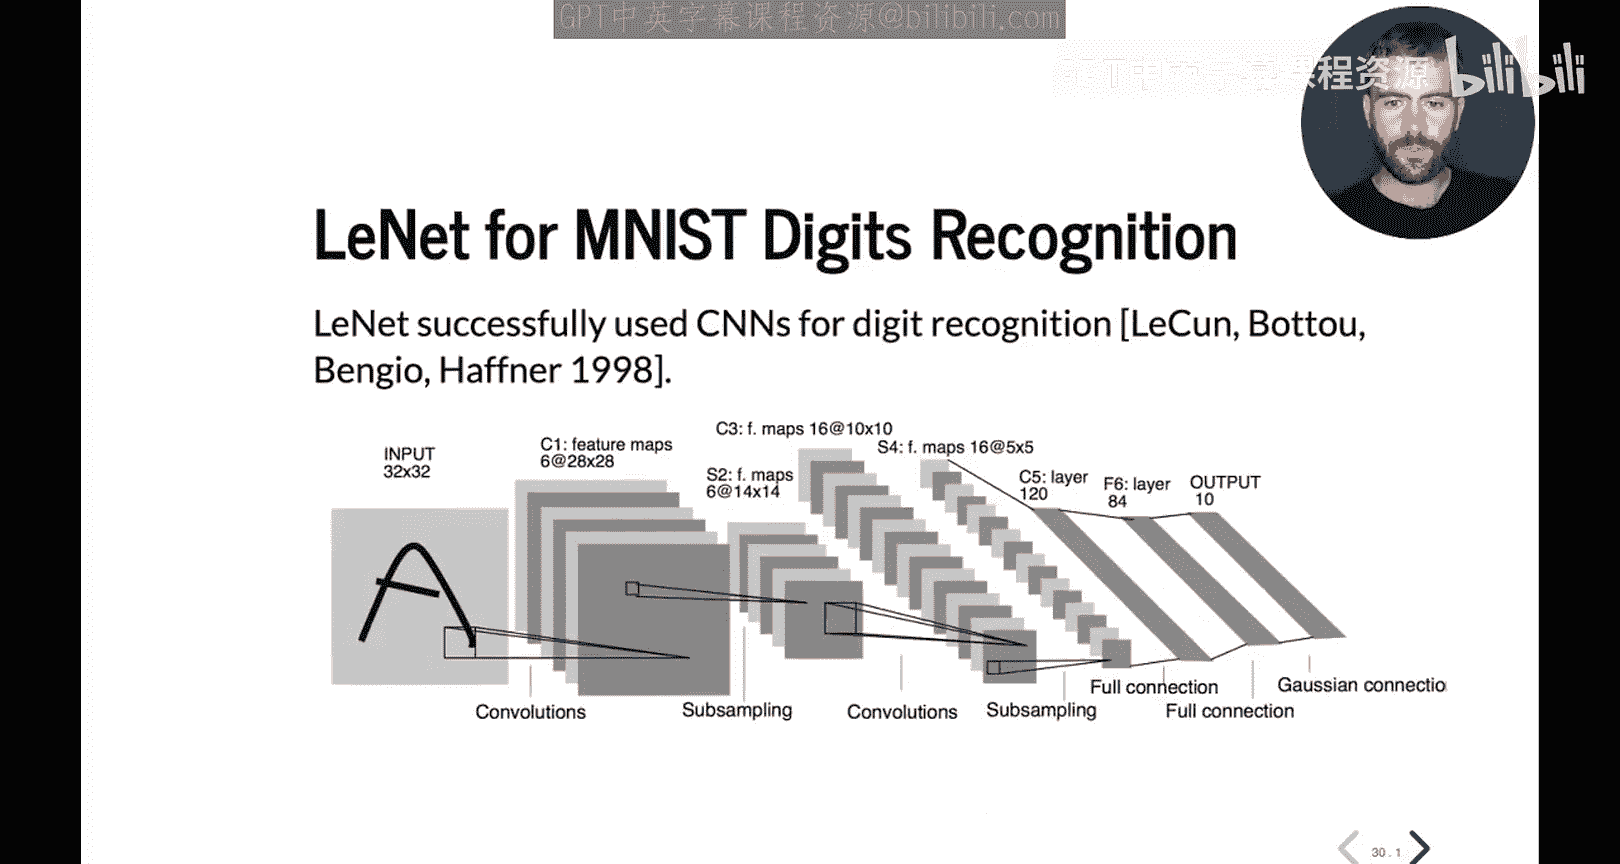 GPT中英字幕课程资源@bilibili.com
课程资源 bilibili
LeNet for MNIST Digits Recognition
LeNet successfully used CNNs for digit recognition [LeCun, Bottou,
Bengio, Haffner 1998].
INPUT
32x32
C1: feature maps
6@28x28
S2: f. maps
6@14x14
C3: f. maps 16@10x10
S4: f. maps 16@5x5
C5: layer
120
F6: layer
84
OUTPUT
10
Convolutions
Subsampling
Convolutions
Subsampling
Full connection
Full connection
Gaussian connectio
30.1